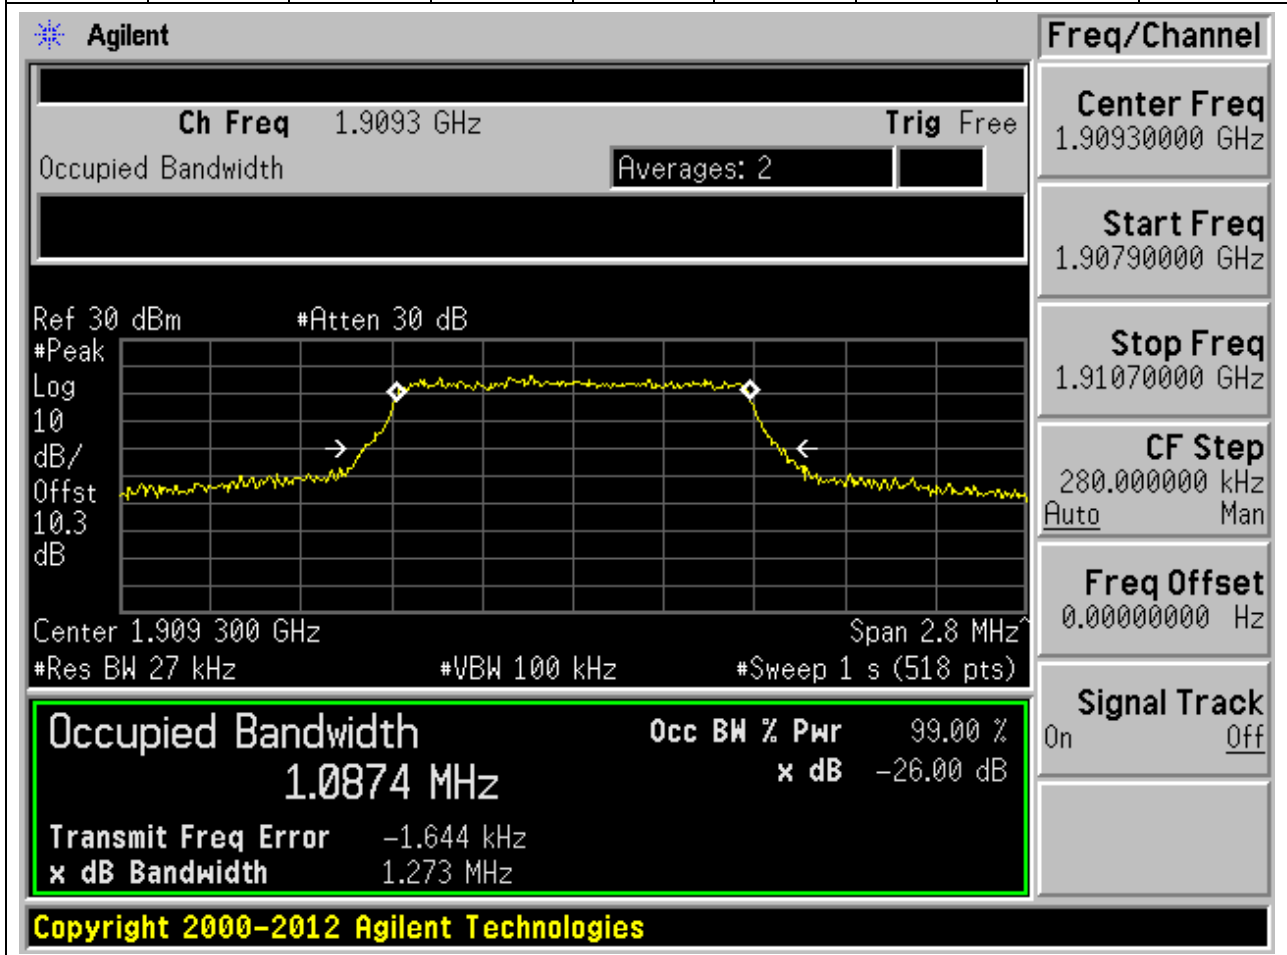 Agilent
Freq/Channel
Ch Freq 1.9093 GHz Trig Free
Occupied Bandwidth Averages: 2
Center Freq
1.90930000 GHz
Start Freq
1.90790000 GHz
Stop Freq
1.91070000 GHz
CF Step
280.000000 kHz
Auto Man
Freq Offset
0.00000000 Hz
Signal Track
On Off
Ref 30 dBm #Atten 30 dB
#Peak
Log
10
dB/
Offst
10.3
dB
Center 1.909 300 GHz Span 2.8 MHz^
#Res BW 27 kHz #VBW 100 kHz #Sweep 1 s (518 pts)
Occupied Bandwidth Occ BW % Pwr 99.00 %
1.0874 MHz x dB -26.00 dB
Transmit Freq Error -1.644 kHz
x dB Bandwidth 1.273 MHz
Copyright 2000-2012 Agilent Technologies